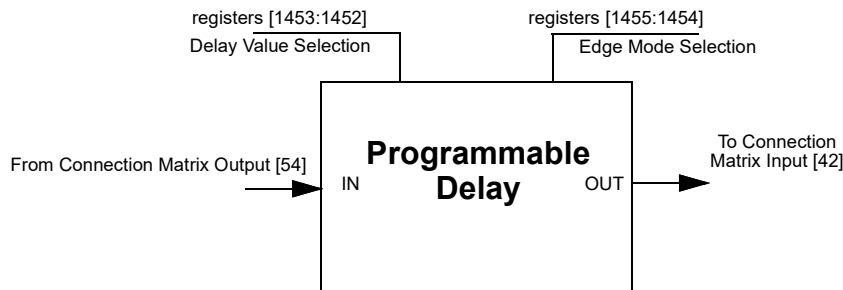 registers [1453:1452]
registers [1455:1454]
Delay Value Selection
Edge Mode Selection
From Connection Matrix Output [54]
IN
Programmable
Delay
OUT
To Connection
Matrix Input [42]